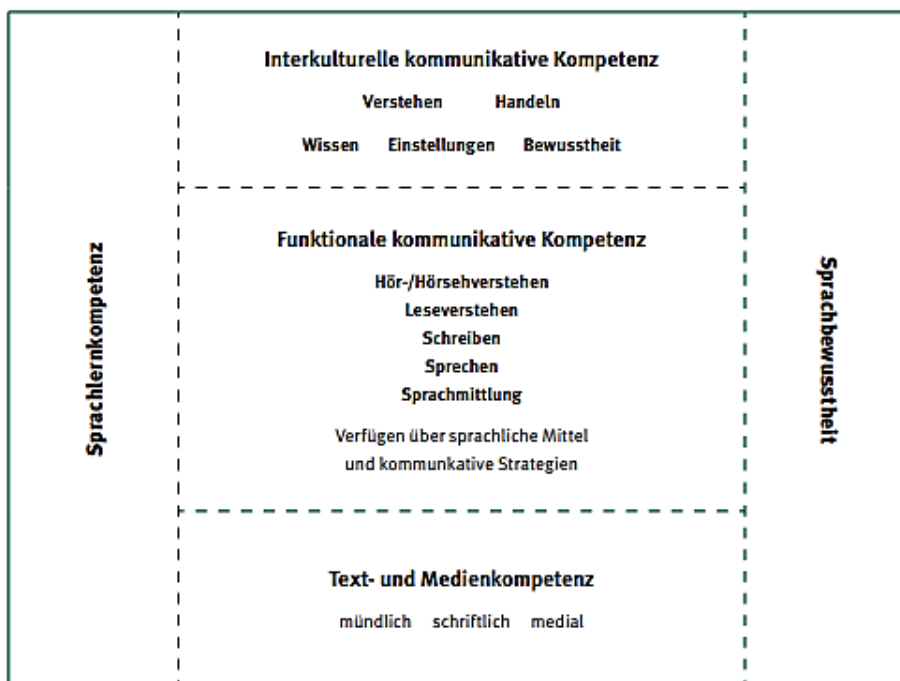 Interkulturelle kommunikative Kompetenz
Verstehen Handeln
Wissen Einstellungen Bewusstheit
Sprachlernkompetenz
Funktionale kommunikative Kompetenz
Hör-/Hörsehverstehen
Leseverstehen
Schreiben
Sprechen
Sprachmittlung
Verfügen über sprachliche Mittel
und kommunkative Strategien
Sprachbewusstheit
Text- und Medienkompetenz
mündlich schriftlich medial